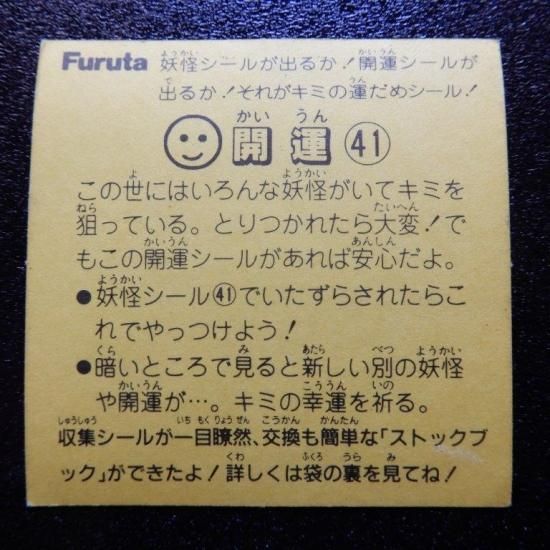 Furuta 妖怪シールが出るか！開運シールが
出るか！それがキミの運だめシール！
開運 ㊶
この世にはいろんな妖怪がいてキミを
狙っている。とりつかれたら大変！で
もこの開運シールがあれば安心だよ。
●妖怪シール㊶でいたずらされたらこ
れでやっつけよう！
●暗いところで見ると新しい別の妖怪
や開運が…。キミの幸運を祈る。
収集シールが一目瞭然、交換も簡単な「ストックブ
ック」ができたよ！詳しくは袋の裏を見てね！